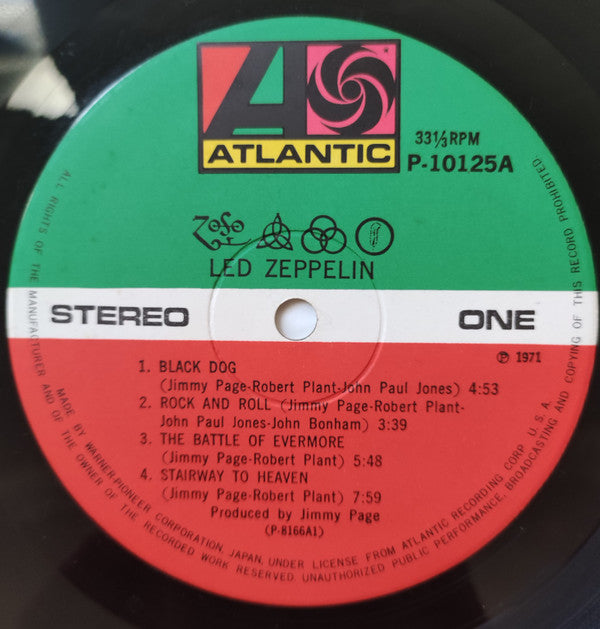 ATLANTIC
33 1/3 RPM
P-10125A
LED ZEPPELIN
STEREO
ONE
℗ 1971
1. BLACK DOG
(Jimmy Page-Robert Plant-John Paul Jones) 4:53
2. ROCK AND ROLL (Jimmy Page-Robert Plant-
John Paul Jones-John Bonham) 3:39
3. THE BATTLE OF EVERMORE
(Jimmy Page-Robert Plant) 5:48
4. STAIRWAY TO HEAVEN
(Jimmy Page-Robert Plant) 7:59
Produced by Jimmy Page
(P-8166A1)
MADE BY WARNER-PIONEER CORPORATION, JAPAN, UNDER LICENSE FROM ATLANTIC RECORDING CORP. U.S.A.
ALL RIGHTS OF THE MANUFACTURER AND OF THE OWNER OF THE RECORDED WORK RESERVED. UNAUTHORIZED PUBLIC PERFORMANCE, BROADCASTING AND COPYING OF THIS RECORD PROHIBITED.